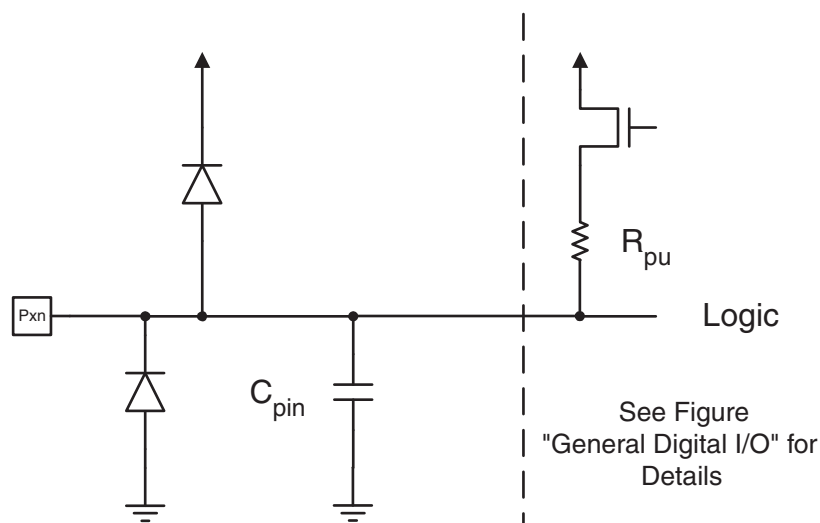 R_pu
Pxn
Logic
C_pin
See Figure
"General Digital I/O" for
Details